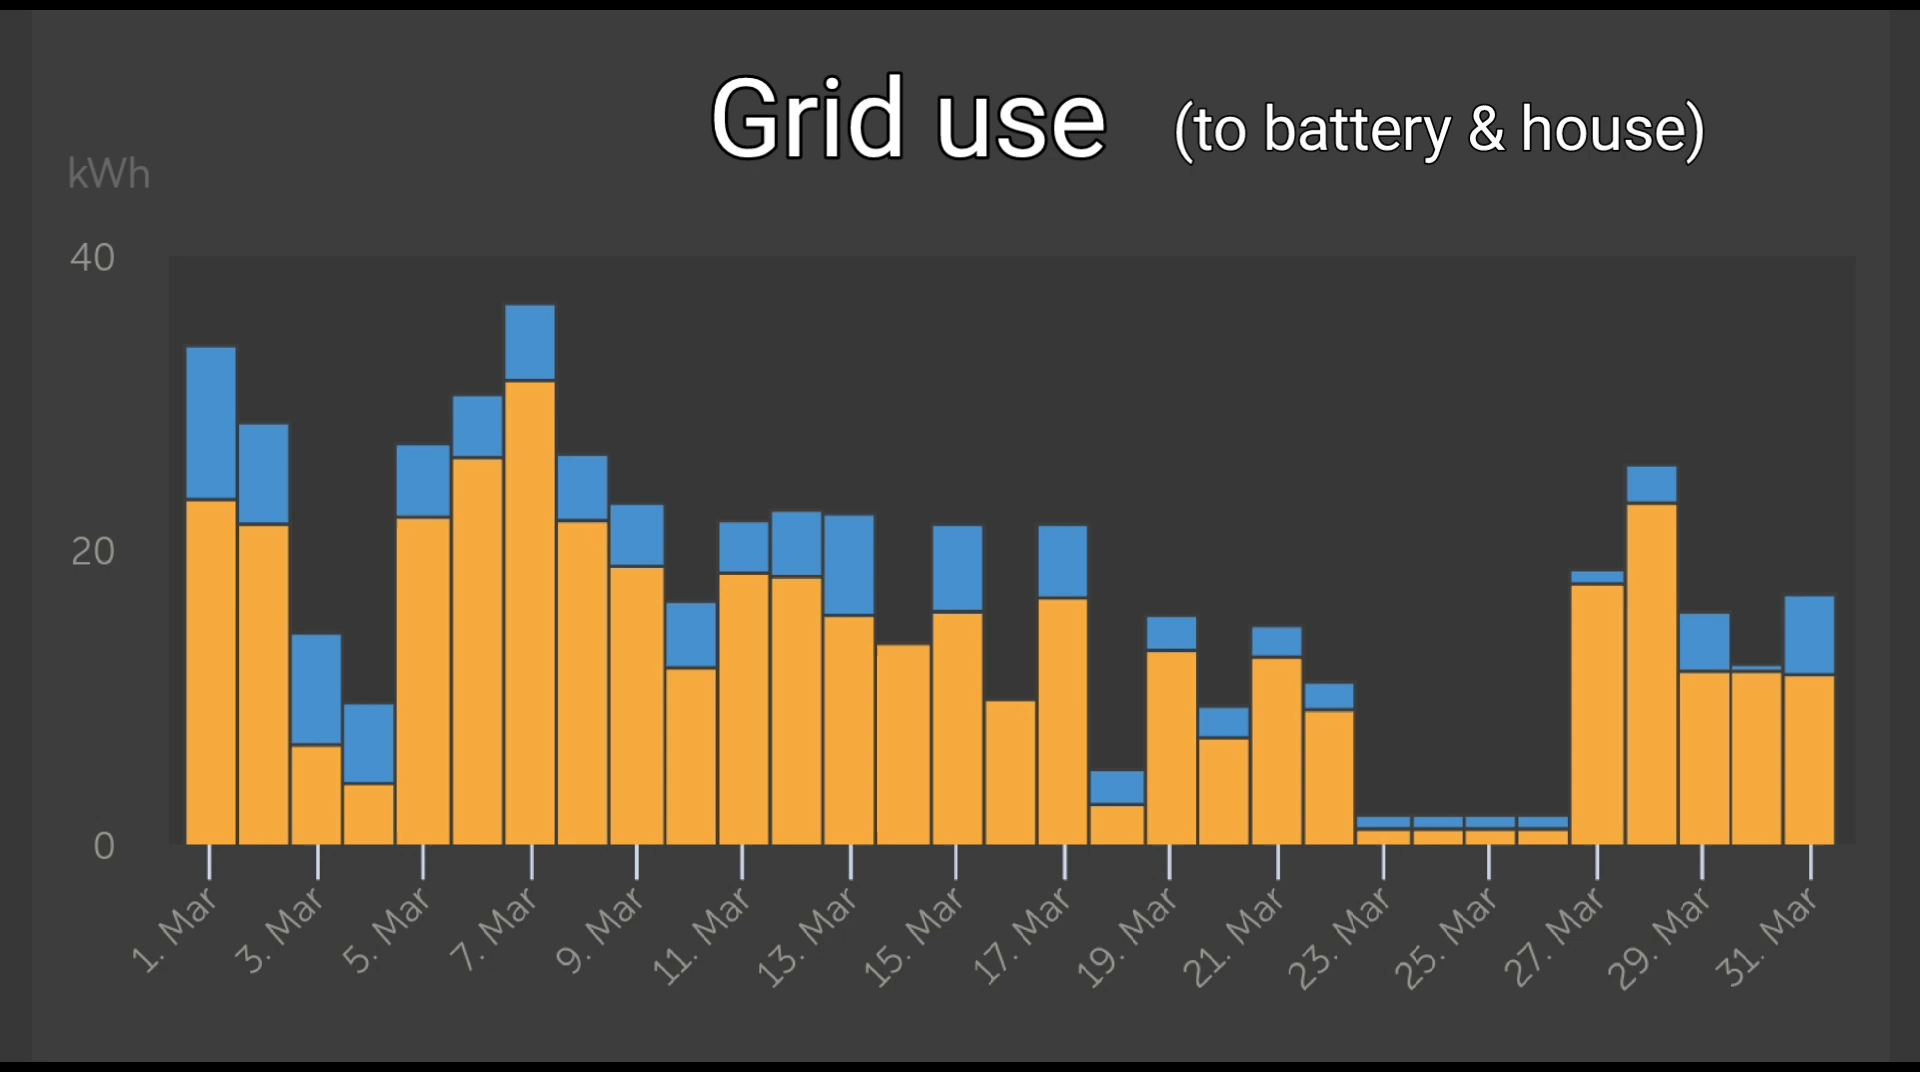 Grid use (to battery & house)
kWh
40
20
0
1. Mar
3. Mar
5. Mar
7. Mar
9. Mar
11. Mar
13. Mar
15. Mar
17. Mar
19. Mar
21. Mar
23. Mar
25. Mar
27. Mar
29. Mar
31. Mar